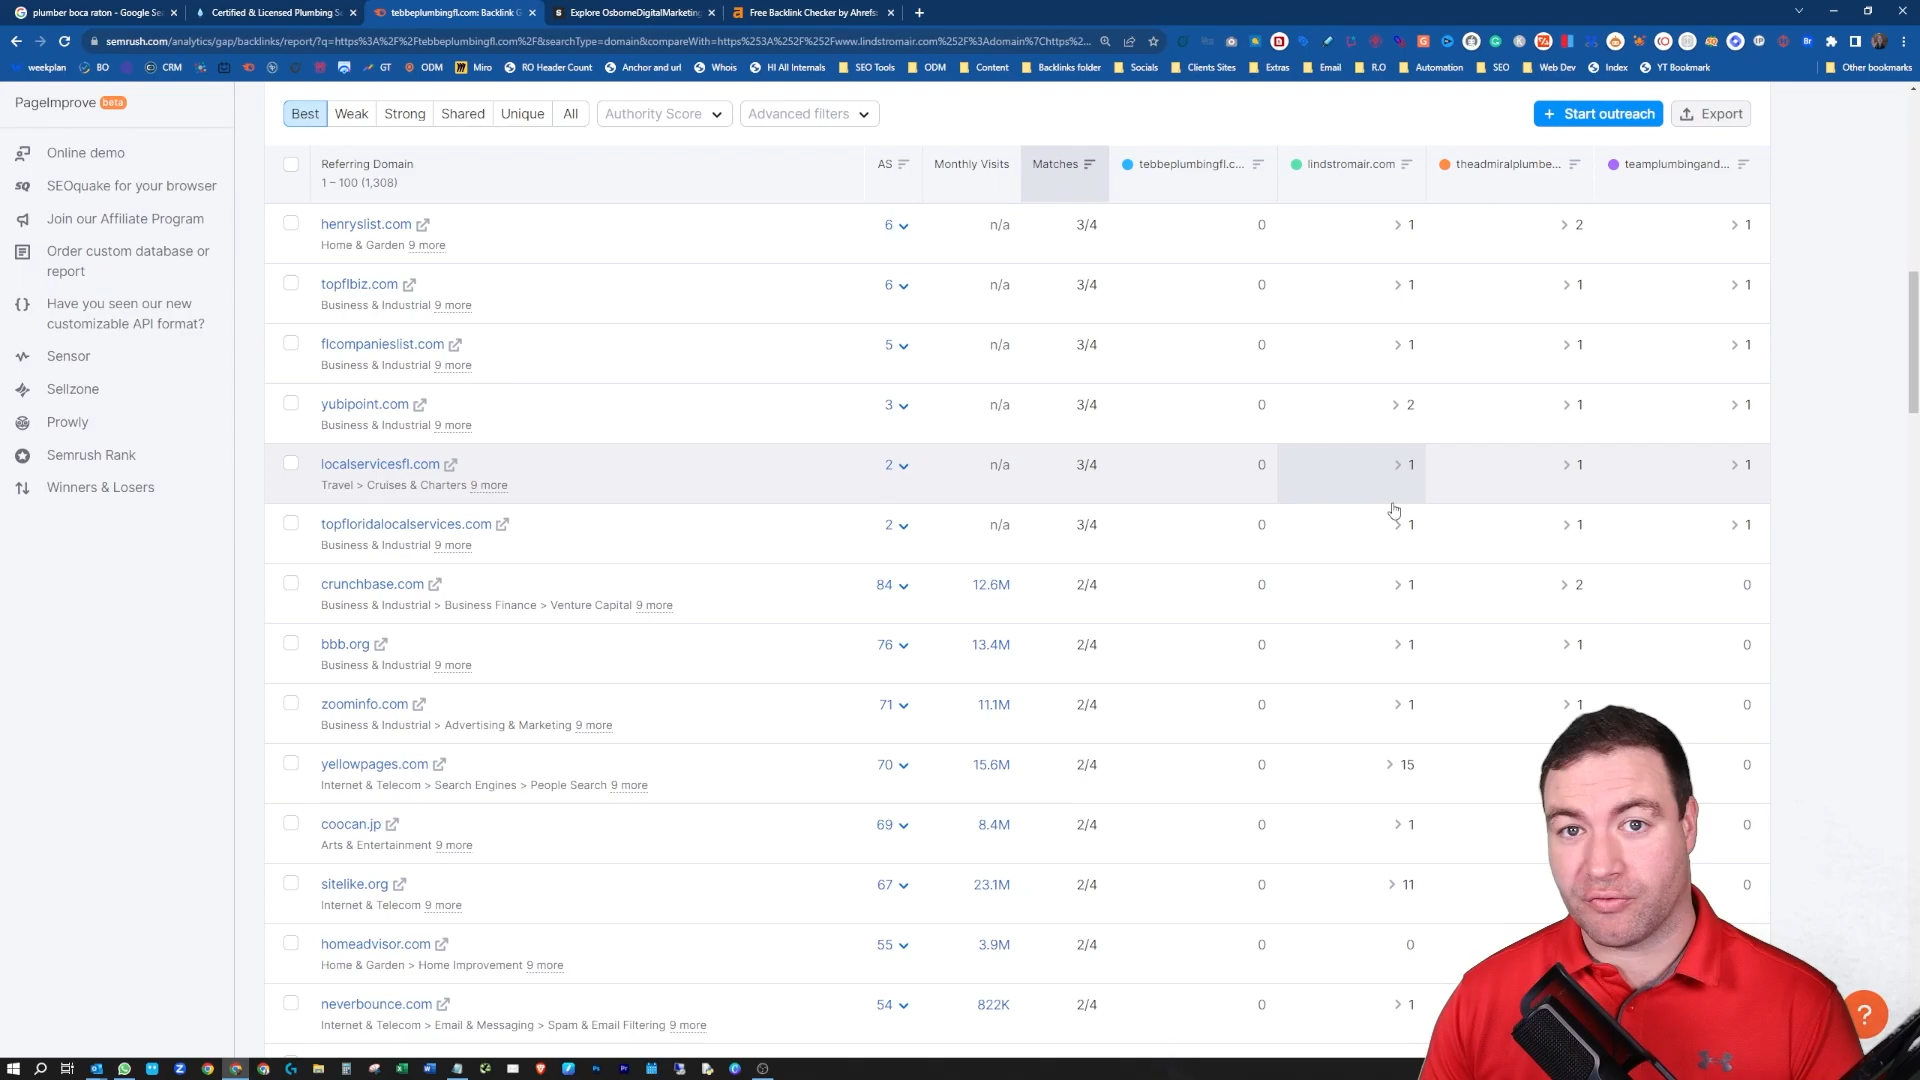 plumber boca raton - Google Se
Certified & Licensed Plumbing S
tebbeplumbingfl.com: Backlink G
Explore OsborneDigitalMarketing
Free Backlink Checker by Ahrefs
semrush.com/analytics/gap/backlinks/report/?q=https%3A%2F%2Ftebbeplumbingfl.com%2F&searchType=domain&compareWith=https%253A%252F%252Fwww.lindstromair.com%252F%3Adomain%7Chttps%2...
weekplan
BO
CRM
GT
ODM
Miro
RO Header Count
Anchor and url
Whois
HI All Internals
SEO Tools
ODM
Content
Backlinks folder
Socials
Clients Sites
Extras
Email
R.O
Automation
SEO
Web Dev
Index
YT Bookmark
Other bookmarks
PageImprove beta
Online demo
SEOquake for your browser
Join our Affiliate Program
Order custom database or
report
Have you seen our new
customizable API format?
Sensor
Sellzone
Prowly
Semrush Rank
Winners & Losers
Best Weak Strong Shared Unique All Authority Score Advanced filters + Start outreach Export
Referring Domain AS Monthly Visits Matches tebbeplumbingfl.c... lindstromair.com theadmiralplumbe... teamplumbingand...
1 – 100 (1,308)
henryslist.com 6 n/a 3/4 0 > 1 > 2 > 1
Home & Garden 9 more
topflbiz.com 6 n/a 3/4 0 > 1 > 1 > 1
Business & Industrial 9 more
flcompanieslist.com 5 n/a 3/4 0 > 1 > 1 > 1
Business & Industrial 9 more
yubipoint.com 3 n/a 3/4 0 > 2 > 1 > 1
Business & Industrial 9 more
localservicesfl.com 2 n/a 3/4 0 > 1 > 1 > 1
Travel > Cruises & Charters 9 more
topfloridalocalservices.com 2 n/a 3/4 0 > 1 > 1 > 1
Business & Industrial 9 more
crunchbase.com 84 12.6M 2/4 0 > 1 > 2 0
Business & Industrial > Business Finance > Venture Capital 9 more
bbb.org 76 13.4M 2/4 0 > 1 > 1 0
Business & Industrial 9 more
zoominfo.com 71 11.1M 2/4 0 > 1 > 1 0
Business & Industrial > Advertising & Marketing 9 more
yellowpages.com 70 15.6M 2/4 0 > 15 0
Internet & Telecom > Search Engines > People Search 9 more
coocan.jp 69 8.4M 2/4 0 > 1 0
Arts & Entertainment 9 more
sitelike.org 67 23.1M 2/4 0 > 11 0
Internet & Telecom 9 more
homeadvisor.com 55 3.9M 2/4 0 0
Home & Garden > Home Improvement 9 more
neverbounce.com 54 822K 2/4 0 > 1
Internet & Telecom > Email & Messaging > Spam & Email Filtering 9 more
?